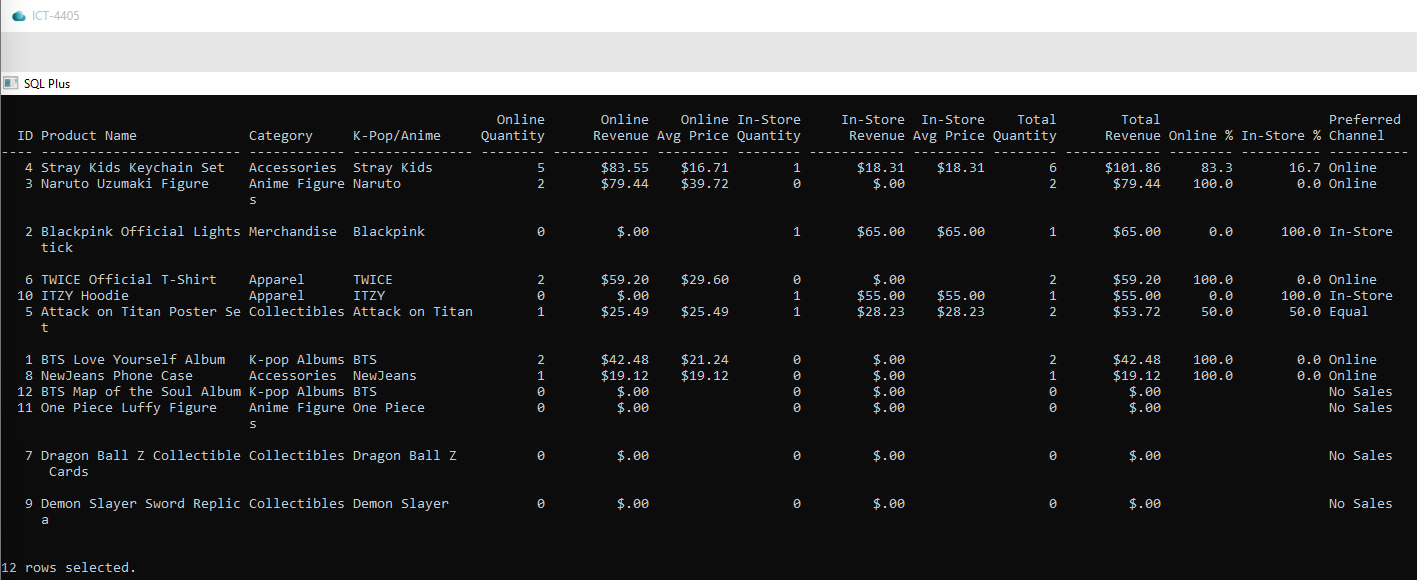 ICT-4405
SQL Plus
Online Online Online In-Store In-Store In-Store Total Total Preferred
ID Product Name Category K-Pop/Anime Quantity Revenue Avg Price Quantity Revenue Avg Price Quantity Revenue Online % In-Store % Channel
---- ------------------------- ------------ --------------- -------- ------------ --------- -------- ------------ --------- -------- ------------ -------- ---------- ----------
4 Stray Kids Keychain Set Accessories Stray Kids 5 $83.55 $16.71 1 $18.31 $18.31 6 $101.86 83.3 16.7 Online
3 Naruto Uzumaki Figure Anime Figure Naruto 2 $79.44 $39.72 0 $.00 2 $79.44 100.0 0.0 Online
s
2 Blackpink Official Lights Merchandise Blackpink 0 $.00 1 $65.00 $65.00 1 $65.00 0.0 100.0 In-Store
tick
6 TWICE Official T-Shirt Apparel TWICE 2 $59.20 $29.60 0 $.00 2 $59.20 100.0 0.0 Online
10 ITZY Hoodie Apparel ITZY 0 $.00 1 $55.00 $55.00 1 $55.00 0.0 100.0 In-Store
5 Attack on Titan Poster Se Collectibles Attack on Titan 1 $25.49 $25.49 1 $28.23 $28.23 2 $53.72 50.0 50.0 Equal
t
1 BTS Love Yourself Album K-pop Albums BTS 2 $42.48 $21.24 0 $.00 2 $42.48 100.0 0.0 Online
8 NewJeans Phone Case Accessories NewJeans 1 $19.12 $19.12 0 $.00 1 $19.12 100.0 0.0 Online
12 BTS Map of the Soul Album K-pop Albums BTS 0 $.00 0 $.00 0 $.00 No Sales
11 One Piece Luffy Figure Anime Figure One Piece 0 $.00 0 $.00 0 $.00 No Sales
s
7 Dragon Ball Z Collectible Collectibles Dragon Ball Z 0 $.00 0 $.00 0 $.00 No Sales
Cards
9 Demon Slayer Sword Replic Collectibles Demon Slayer 0 $.00 0 $.00 0 $.00 No Sales
a
12 rows selected.